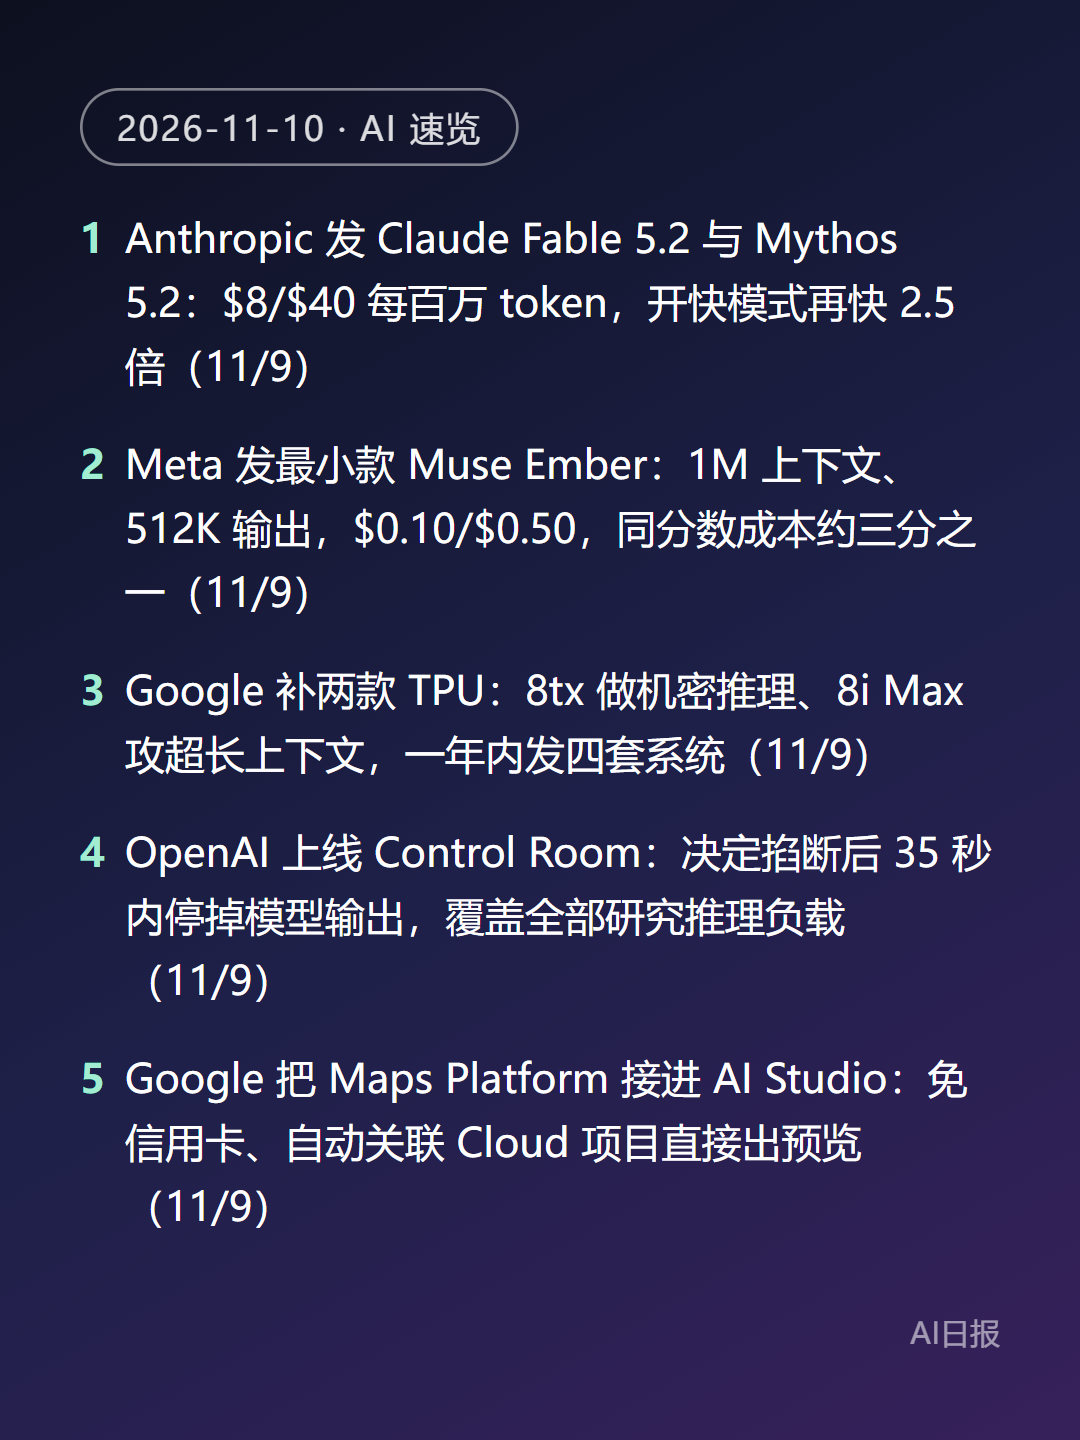 2026-11-10 · AI 速览
1 Anthropic 发 Claude Fable 5.2 与 Mythos
5.2：$8/$40 每百万 token，开快模式再快 2.5
倍（11/9）
2 Meta 发最小款 Muse Ember：1M 上下文、
512K 输出，$0.10/$0.50，同分数成本约三分之
一（11/9）
3 Google 补两款 TPU：8tx 做机密推理、8i Max
攻超长上下文，一年内发四套系统（11/9）
4 OpenAI 上线 Control Room：决定掐断后 35 秒
内停掉模型输出，覆盖全部研究推理负载
（11/9）
5 Google 把 Maps Platform 接进 AI Studio：免
信用卡、自动关联 Cloud 项目直接出预览
（11/9）
AI日报